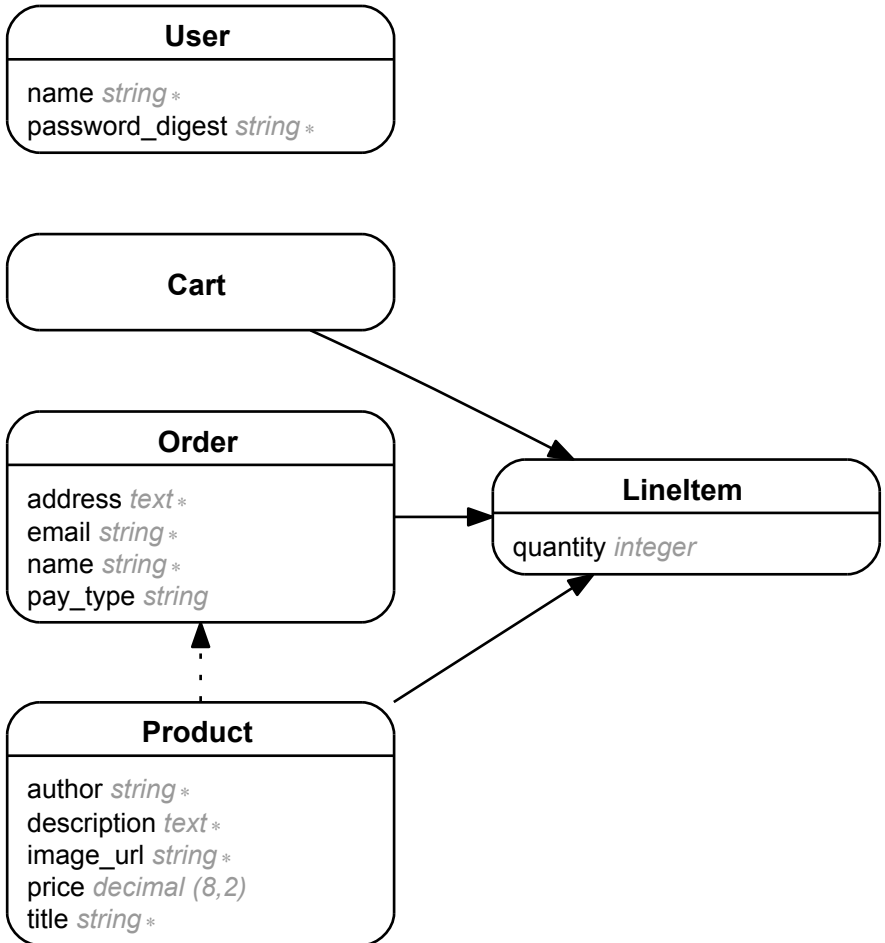 User
name string *
password_digest string *
Cart
Order
address text *
email string *
name string *
pay_type string
LineItem
quantity integer
Product
author string *
description text *
image_url string *
price decimal (8,2)
title string *